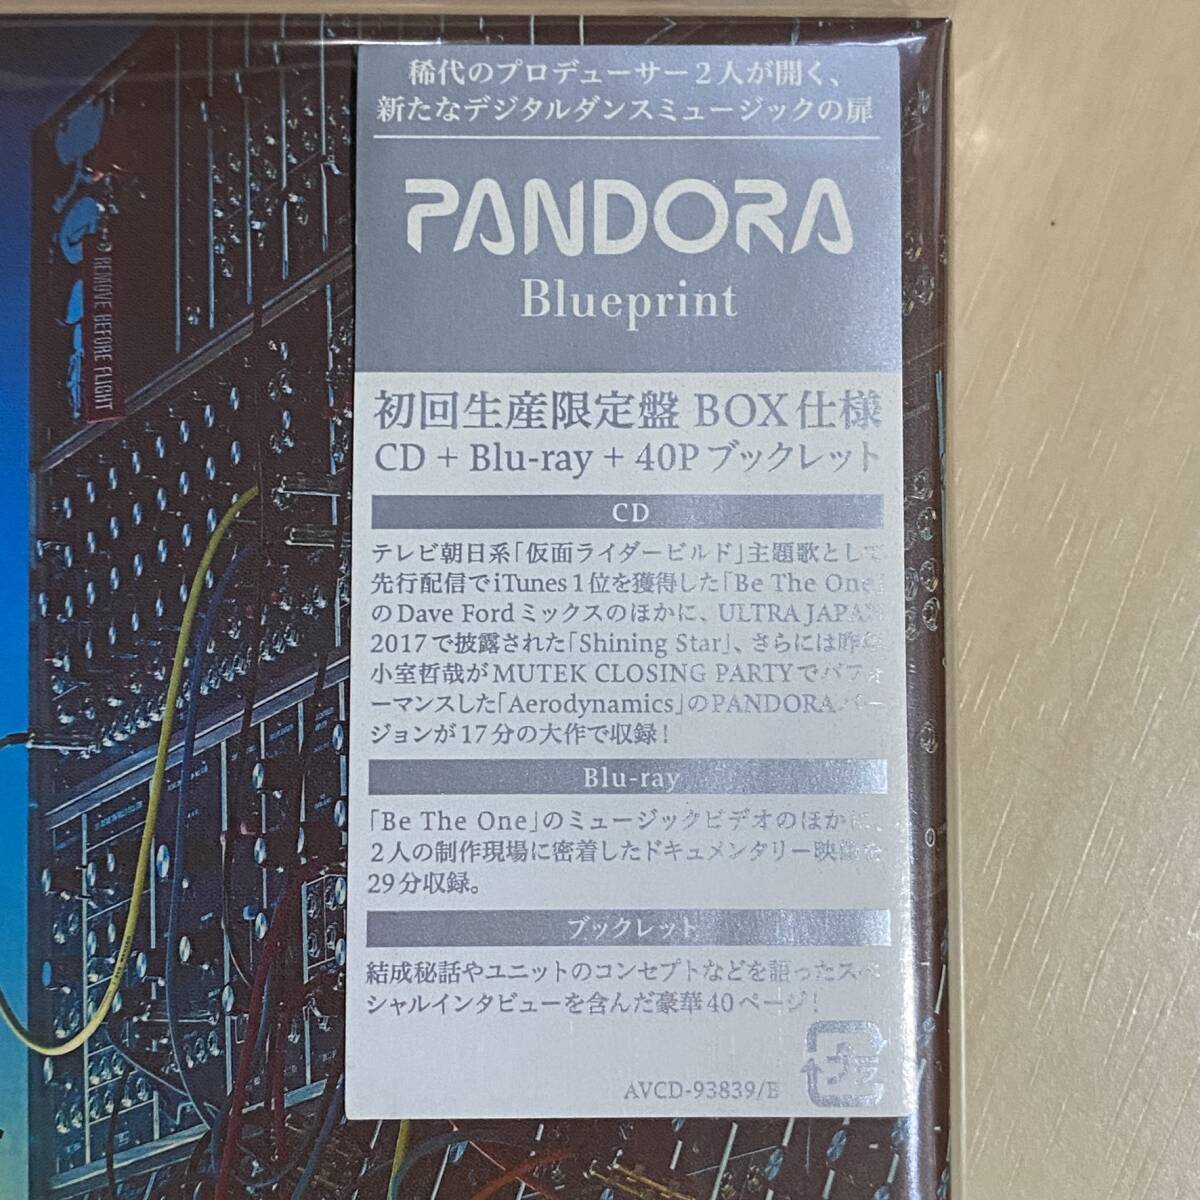 稀代のプロデューサー2人が開く、
新たなデジタルダンスミュージックの扉
PANDORA
Blueprint
初回生産限定盤 BOX仕様
CD + Blu-ray + 40Pブックレット
CD
テレビ朝日系「仮面ライダービルド」主題歌として
先行配信でiTunes1位を獲得した「Be The One」
のDave Fordミックスのほかに、ULTRA JAPAN
2017で披露された「Shining Star」、さらには昨年
小室哲哉がMUTEK CLOSING PARTYでパフォ
ーマンスした「Aerodynamics」のPANDORAバー
ジョンが17分の大作で収録!
Blu-ray
「Be The One」のミュージックビデオのほかに、
2人の制作現場に密着したドキュメンタリー映像を
29分収録。
ブックレット
結成秘話やユニットのコンセプトなどを語ったスペ
シャルインタビューを含んだ豪華40ページ!
プラ
AVCD-93839/B
REMOVE BEFORE FLIGHT